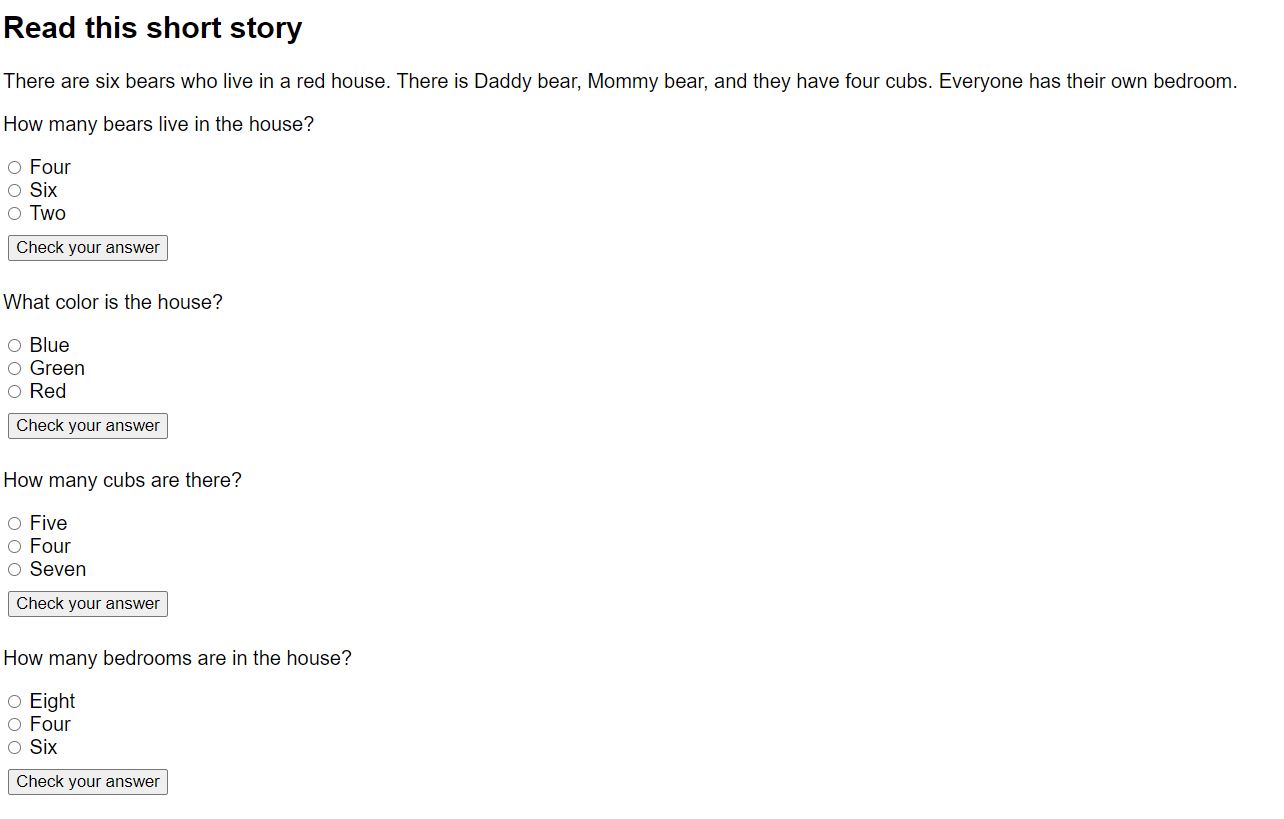 Read this short story
There are six bears who live in a red house. There is Daddy bear, Mommy bear, and they have four cubs. Everyone has their own bedroom.
How many bears live in the house?
Four
Six
Two
Check your answer
What color is the house?
Blue
Green
Red
Check your answer
How many cubs are there?
Five
Four
Seven
Check your answer
How many bedrooms are in the house?
Eight
Four
Six
Check your answer